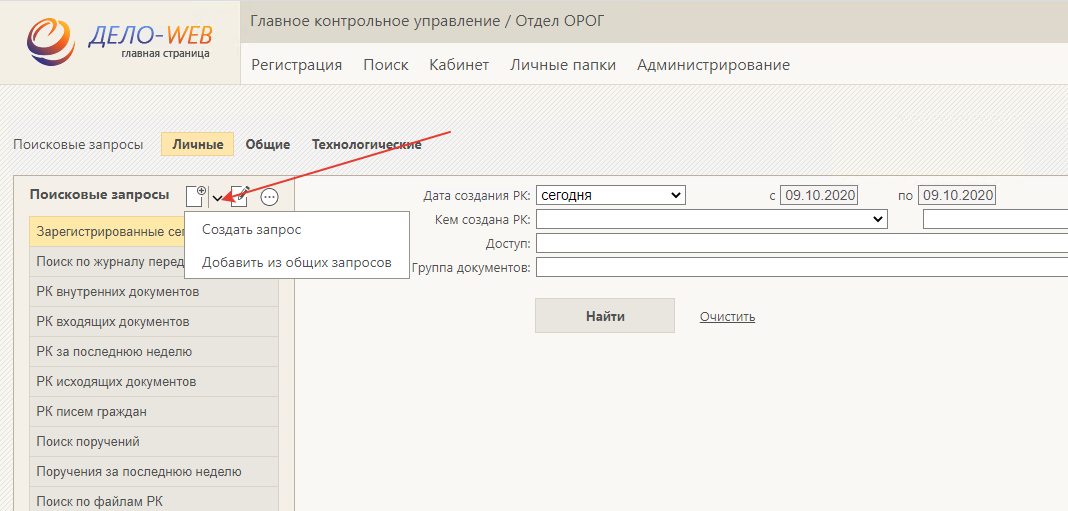 Главное контрольное управление / Отдел ОРОГ
ДЕЛО-WEB
главная страница
Регистрация Поиск Кабинет Личные папки Администрирование
Поисковые запросы Личные Общие Технологические
Поисковые запросы
Создать запрос
Добавить из общих запросов
Зарегистрированные
Поиск по журналу
РК внутренних документов
РК входящих документов
РК за последнюю неделю
РК исходящих документов
РК писем граждан
Поиск поручений
Поручения за последнюю неделю
Поиск по файлам РК
Дата создания РК: сегодня с 09.10.2020 по 09.10.2020
Кем создана РК:
Доступ:
Группа документов:
Найти Очистить